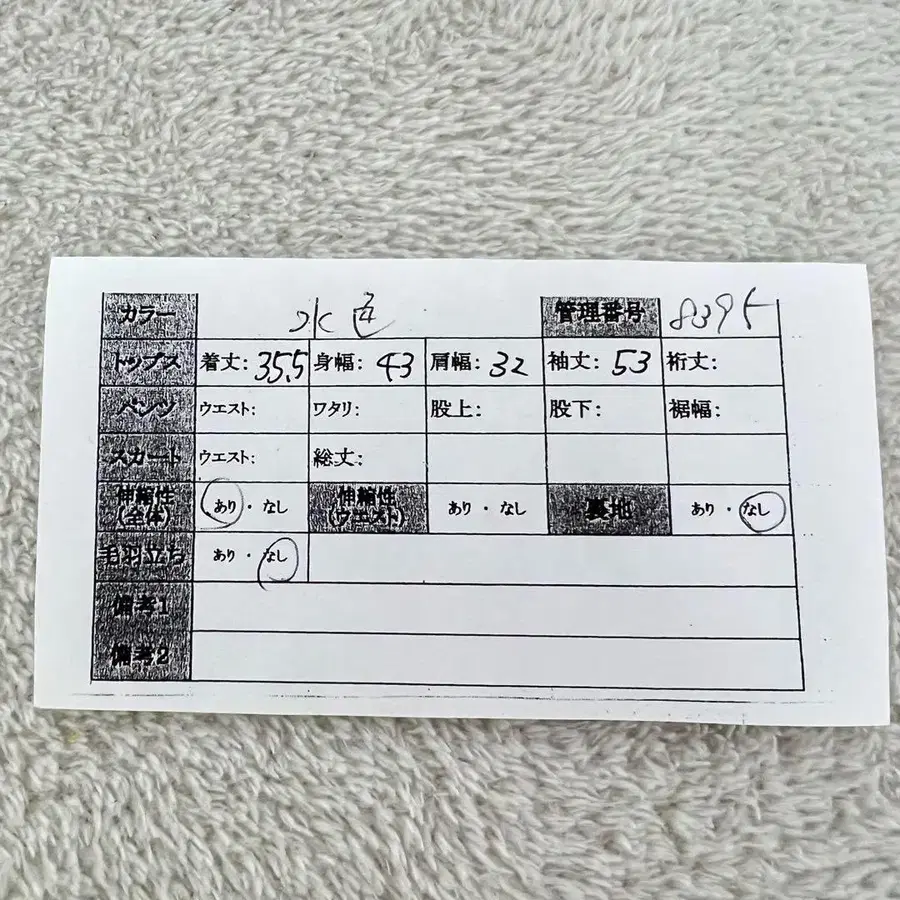 カラー 水色 管理番号 8395
トップス 着丈: 35.5 身幅: 43 肩幅: 32 袖丈: 53 裄丈:
パンツ ウエスト: ワタリ: 股上: 股下: 裾幅:
スカート ウエスト: 総丈:
伸縮性(全体) あり・なし 伸縮性(ウエスト) あり・なし 裏地 あり・なし
毛羽立ち あり・なし
備考1
備考2